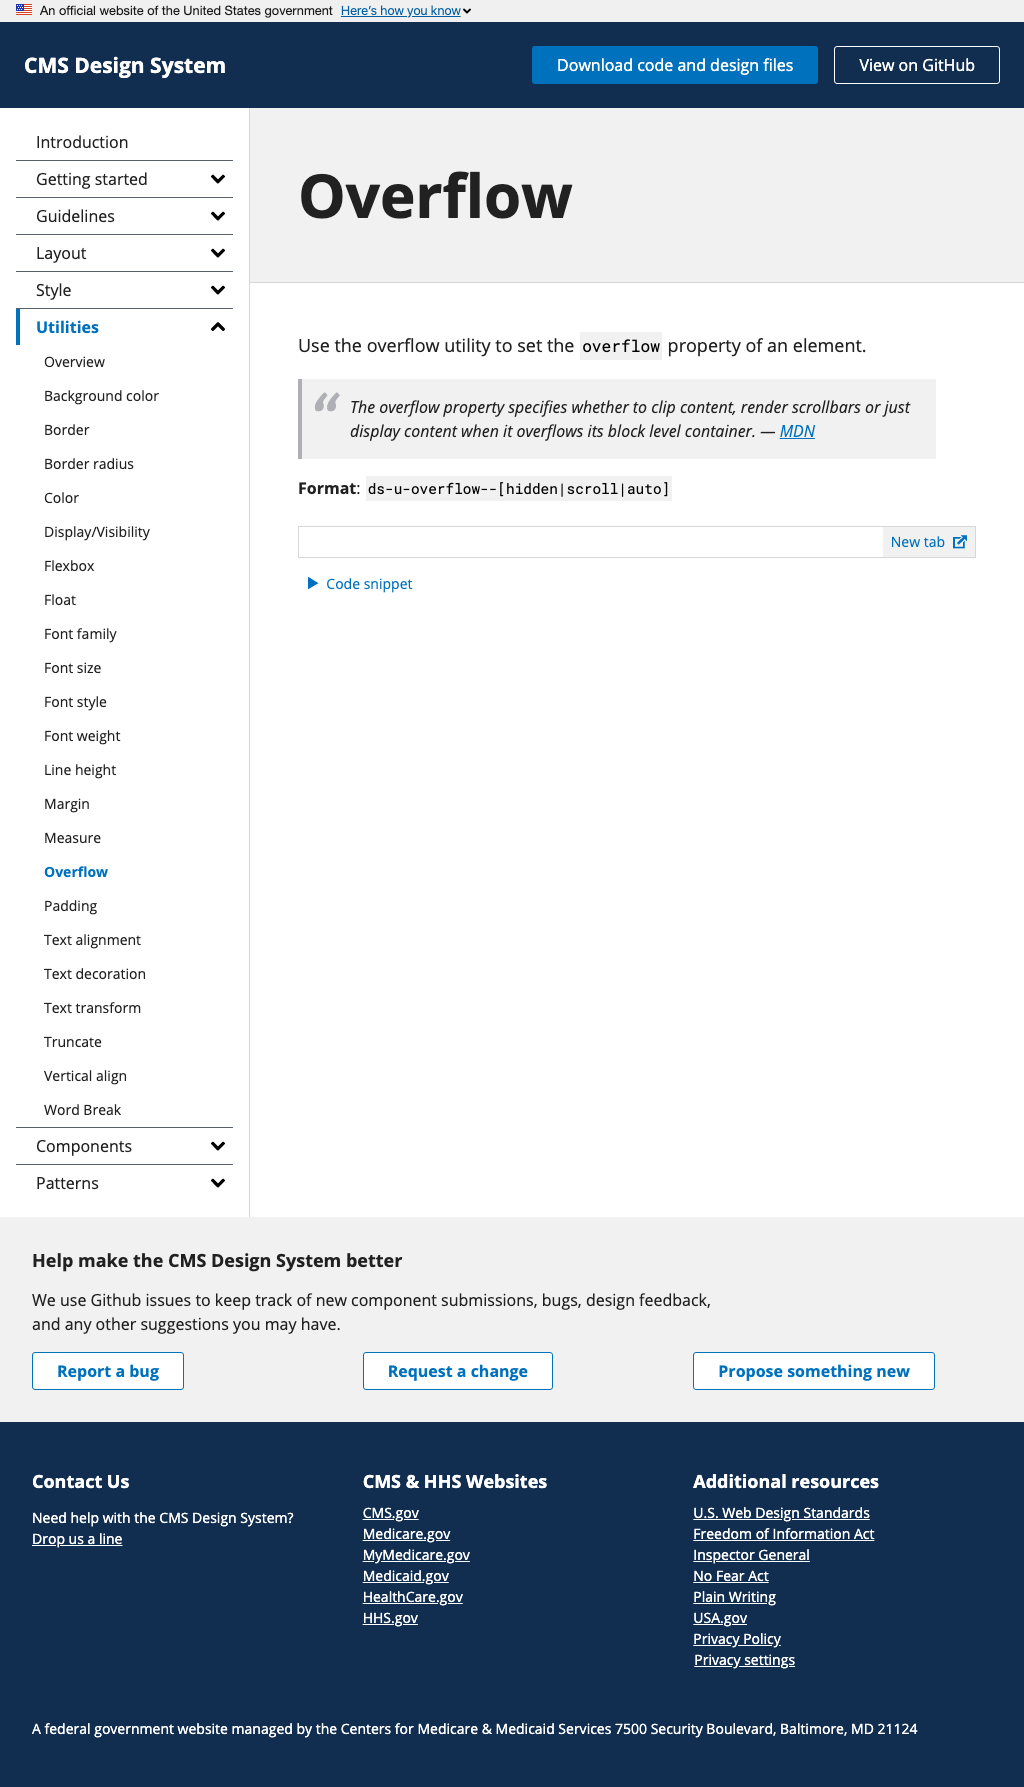 An official website of the United States government Here's how you know
CMS Design System
Download code and design files
View on GitHub
Introduction
Getting started
Guidelines
Layout
Style
Utilities
Overview
Background color
Border
Border radius
Color
Display/Visibility
Flexbox
Float
Font family
Font size
Font style
Font weight
Line height
Margin
Measure
Overflow
Padding
Text alignment
Text decoration
Text transform
Truncate
Vertical align
Word Break
Components
Patterns
Overflow
Use the overflow utility to set the overflow property of an element.
The overflow property specifies whether to clip content, render scrollbars or just
display content when it overflows its block level container. — MDN
Format: ds-u-overflow--[hidden|scroll|auto]
New tab
Code snippet
Help make the CMS Design System better
We use Github issues to keep track of new component submissions, bugs, design feedback,
and any other suggestions you may have.
Report a bug
Request a change
Propose something new
Contact Us
Need help with the CMS Design System?
Drop us a line
CMS & HHS Websites
CMS.gov
Medicare.gov
MyMedicare.gov
Medicaid.gov
HealthCare.gov
HHS.gov
Additional resources
U.S. Web Design Standards
Freedom of Information Act
Inspector General
No Fear Act
Plain Writing
USA.gov
Privacy Policy
Privacy settings
A federal government website managed by the Centers for Medicare & Medicaid Services 7500 Security Boulevard, Baltimore, MD 21124